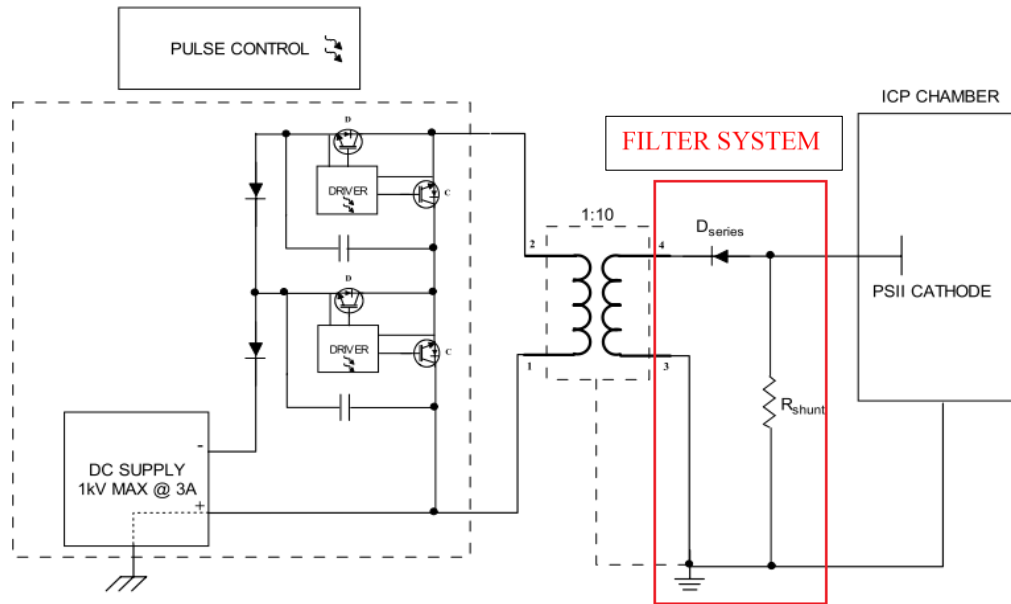 PULSE CONTROL
ICP CHAMBER
FILTER SYSTEM
D
DRIVER
C
1:10
D
DRIVER
C
2
4
Dseries
PSII CATHODE
1
3
Rshunt
-
DC SUPPLY
1kV MAX @ 3A
+